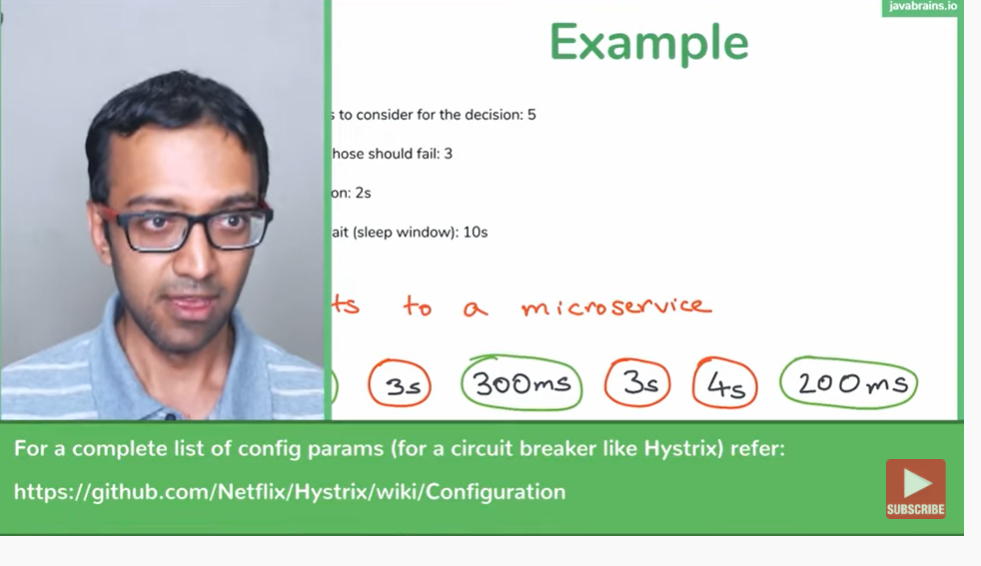 javabrains.io
Example
s to consider for the decision: 5
hose should fail: 3
on: 2s
ait (sleep window): 10s
ts to a microservice
3s 300ms 3s 4s 200ms
For a complete list of config params (for a circuit breaker like Hystrix) refer:
https://github.com/Netflix/Hystrix/wiki/Configuration
SUBSCRIBE